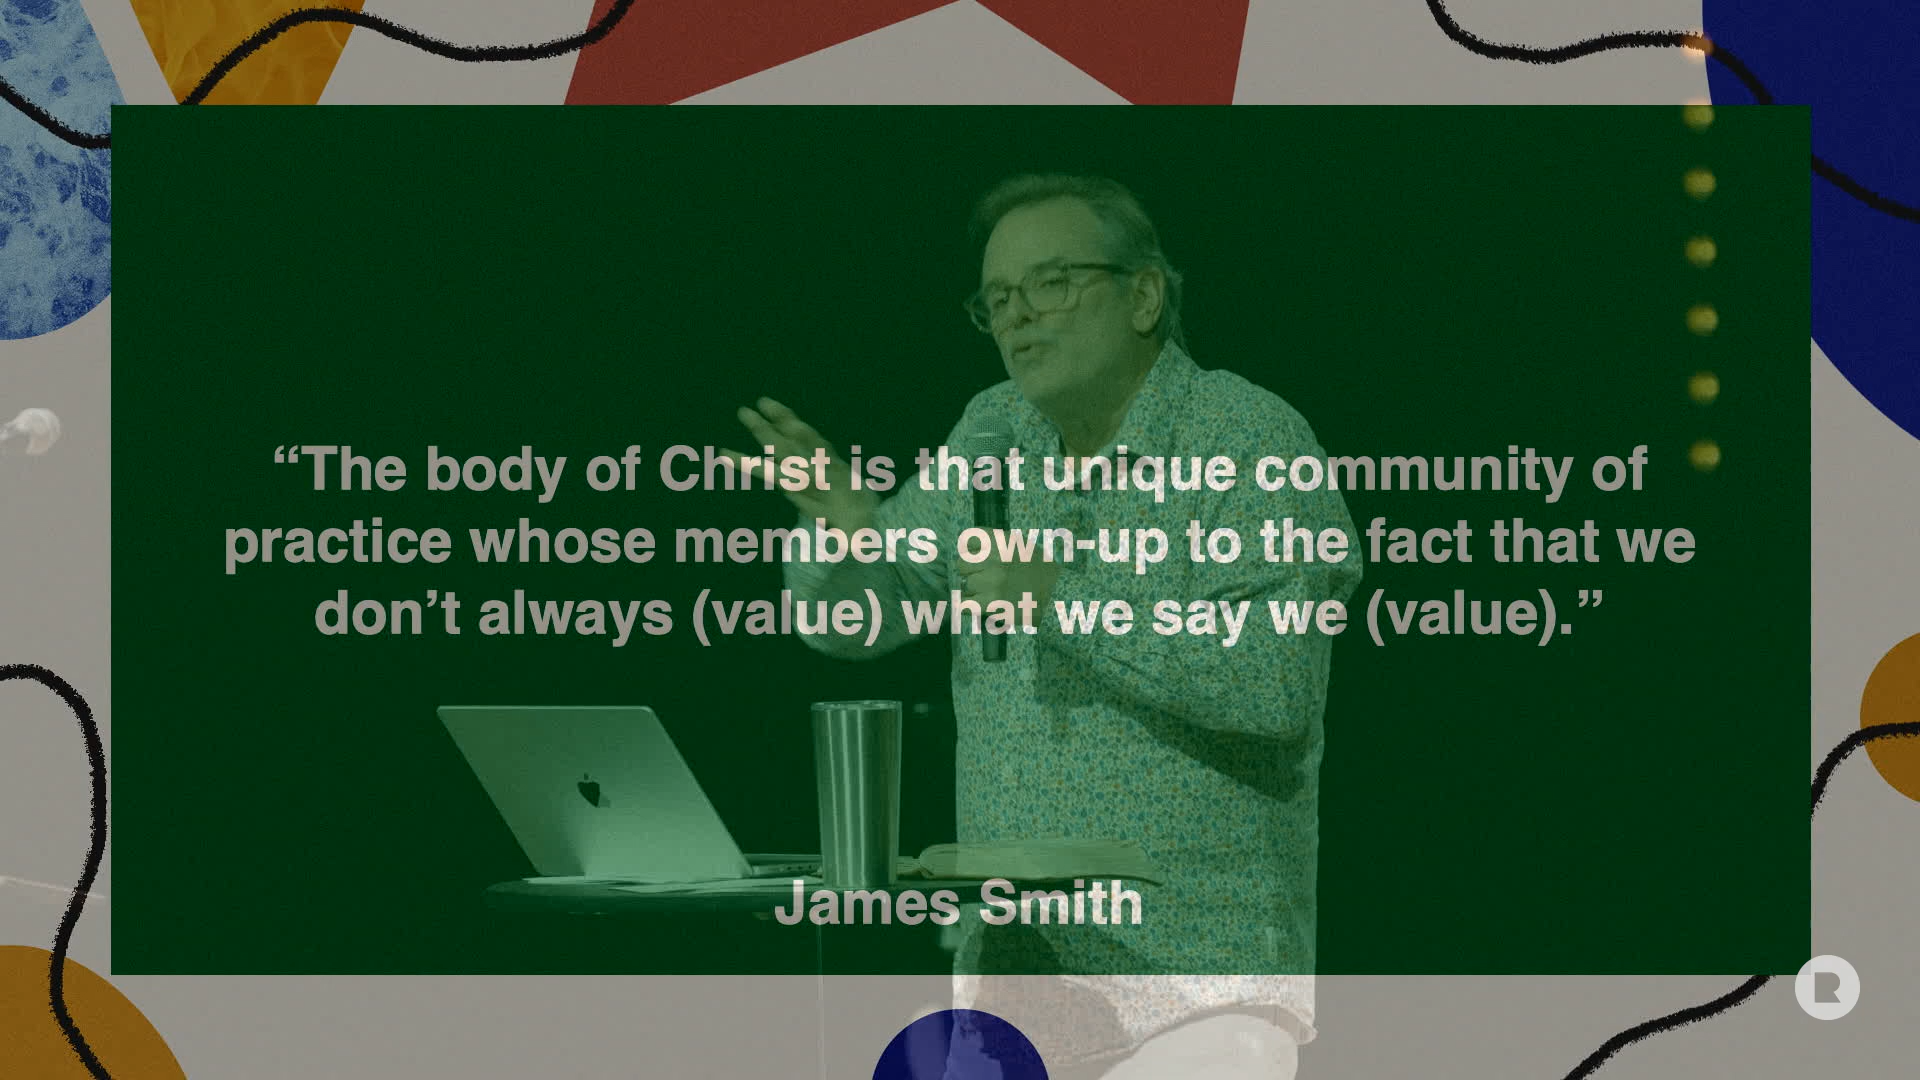 “The body of Christ is that unique community of
practice whose members own-up to the fact that we
don’t always (value) what we say we (value).”
James Smith
R